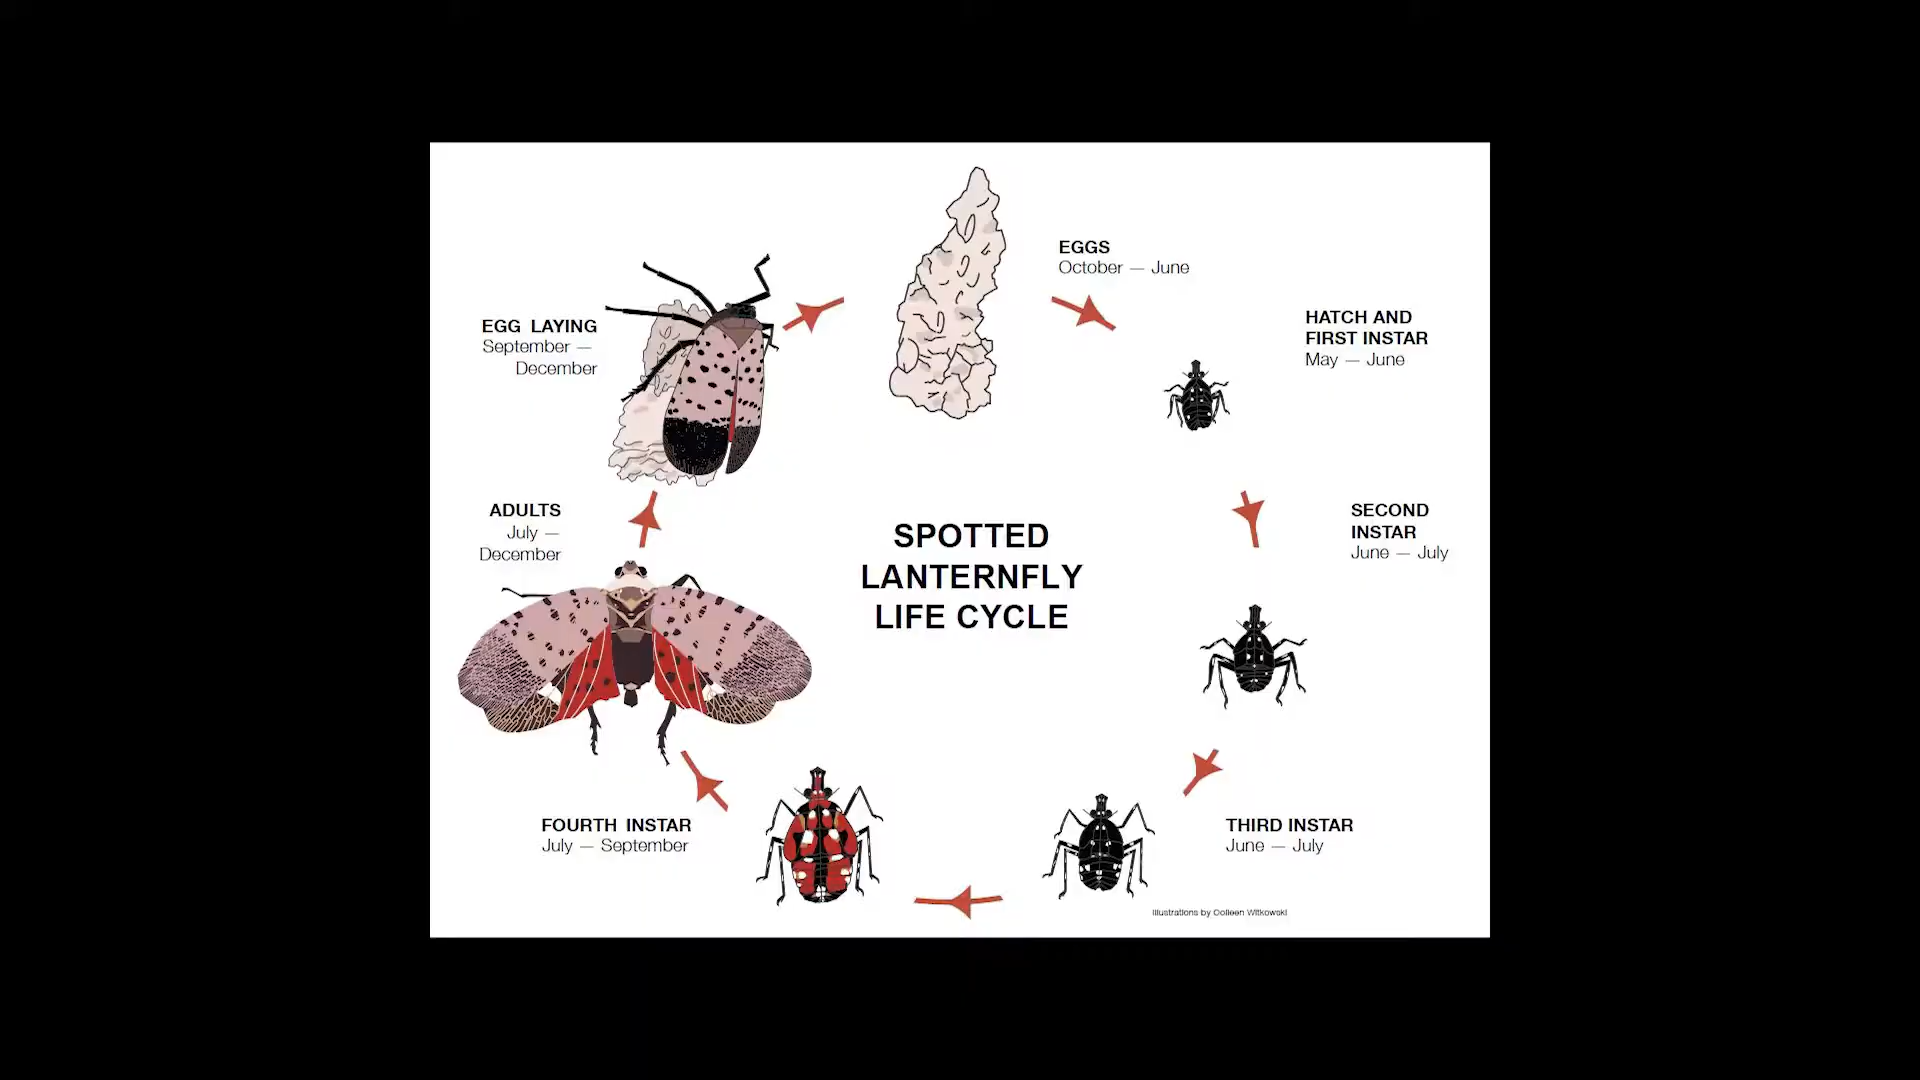 EGGS
October — June
HATCH AND
FIRST INSTAR
May — June
SECOND
INSTAR
June — July
THIRD INSTAR
June — July
FOURTH INSTAR
July — September
ADULTS
July —
December
EGG LAYING
September —
December
SPOTTED
LANTERNFLY
LIFE CYCLE
Illustrations by Colleen Witkowski